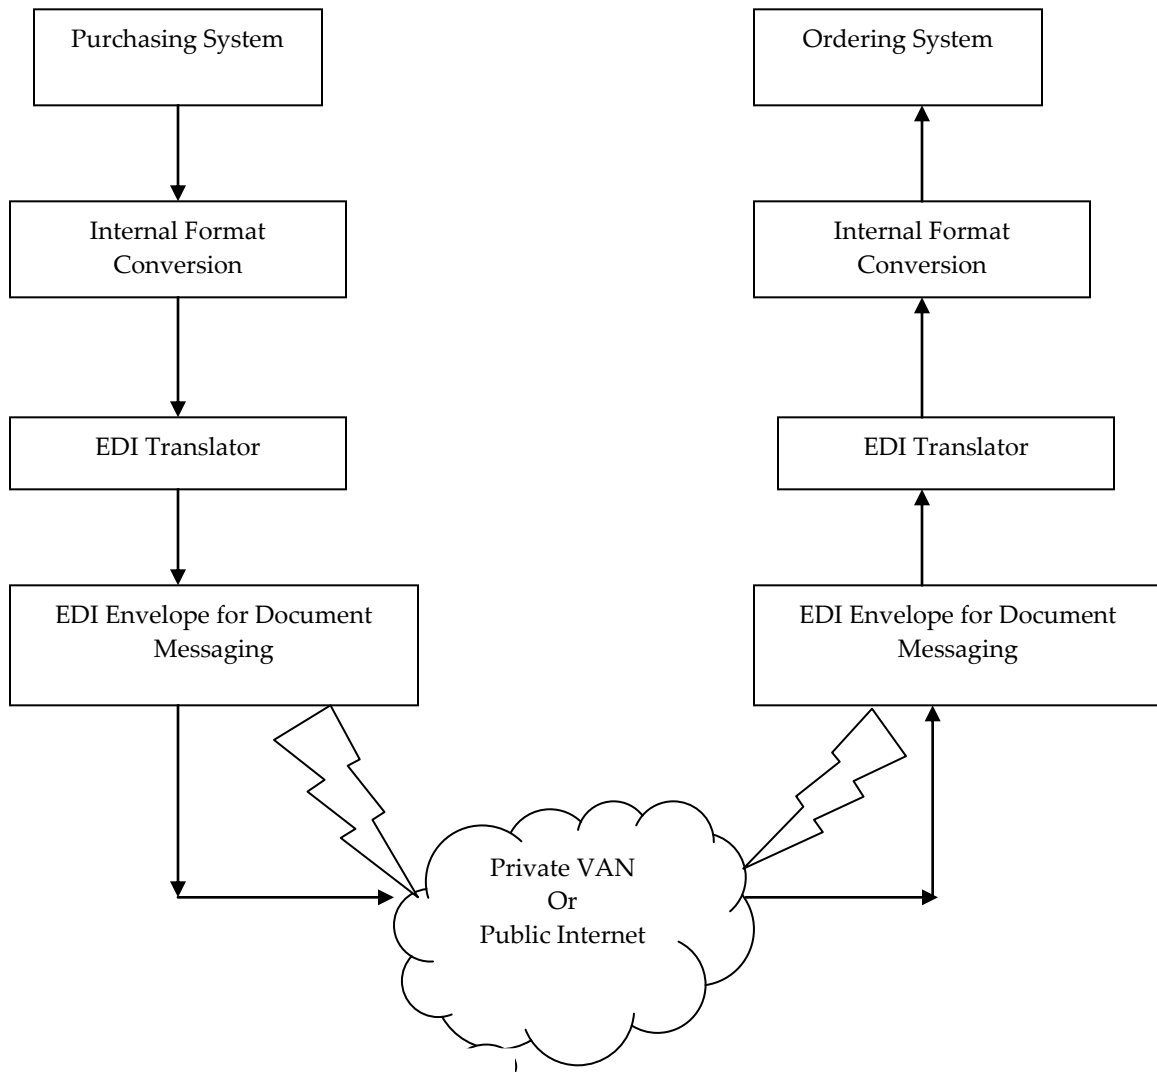 Purchasing System
Internal Format
Conversion
EDI Translator
EDI Envelope for Document
Messaging
Private VAN
Or
Public Internet
Ordering System
Internal Format
Conversion
EDI Translator
EDI Envelope for Document
Messaging